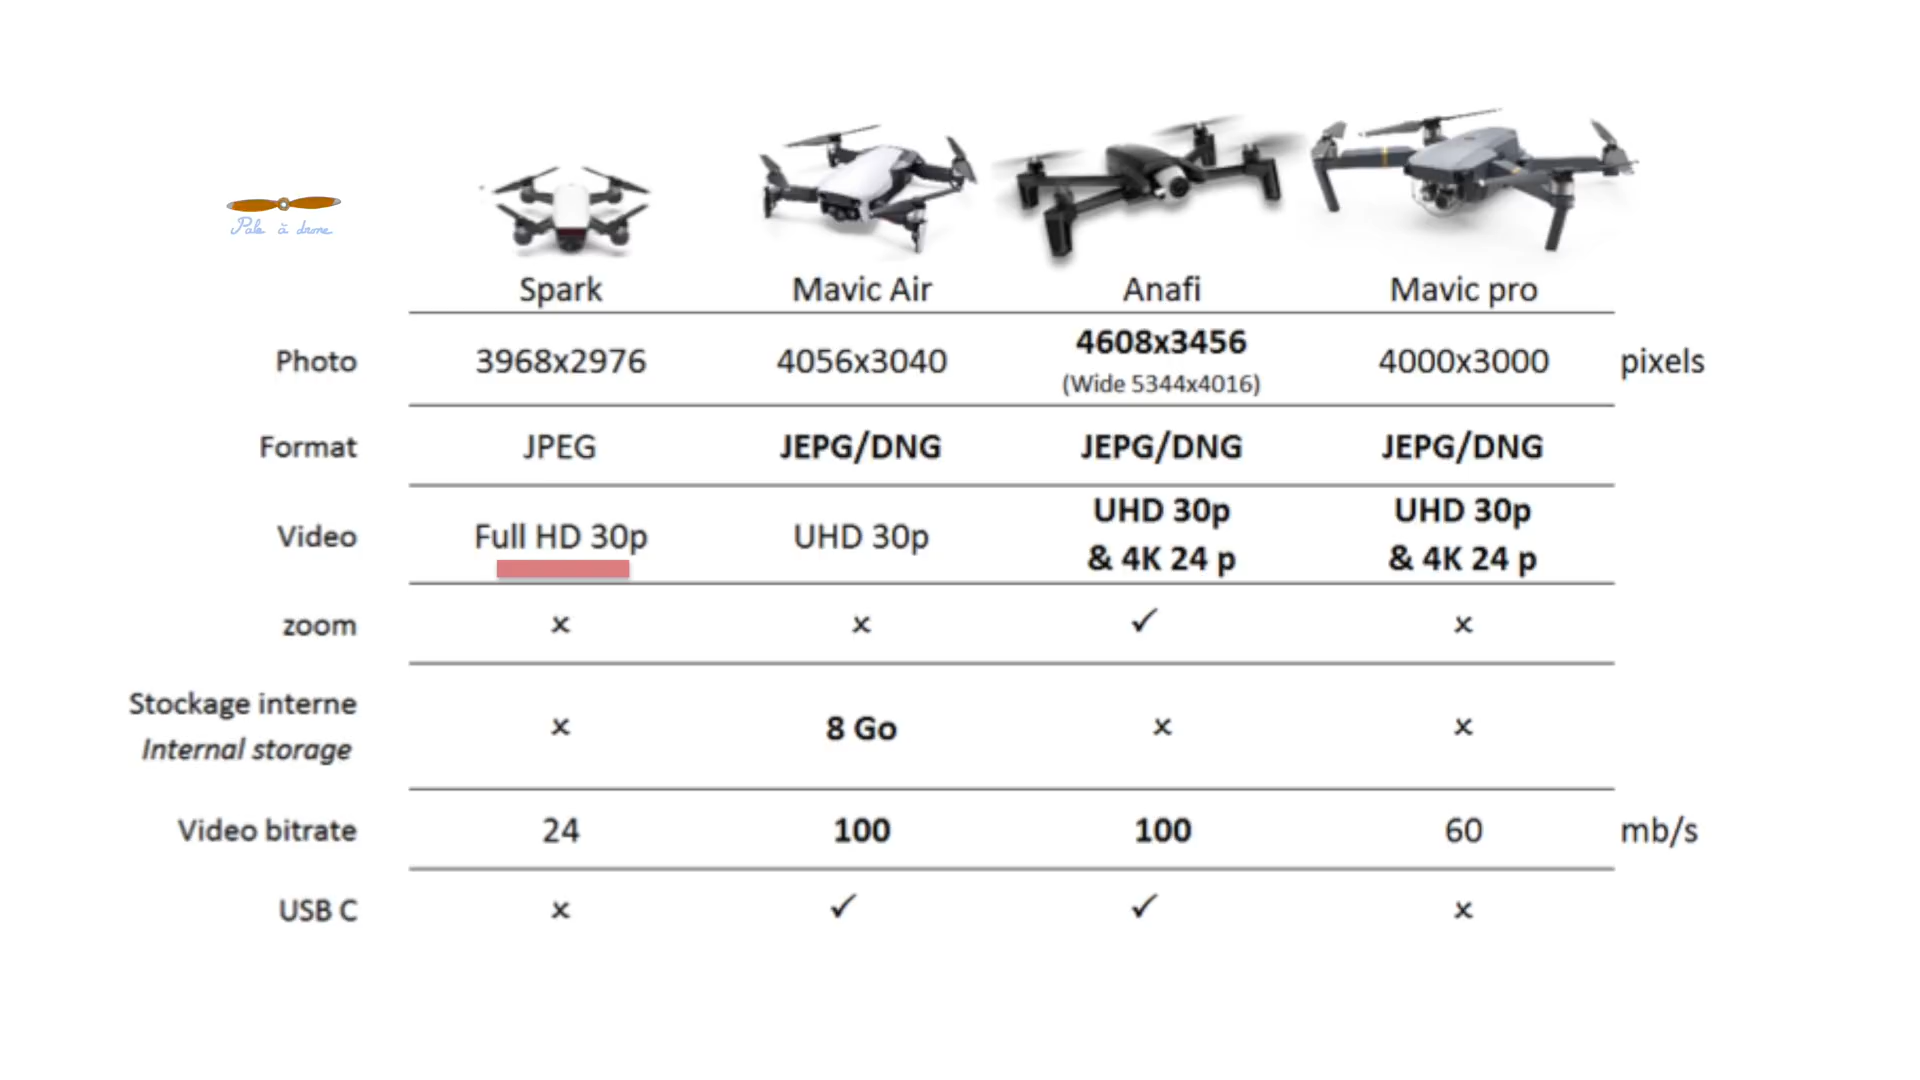 Pale à drone
Spark Mavic Air Anafi Mavic pro
Photo 3968x2976 4056x3040 4608x3456 (Wide 5344x4016) 4000x3000 pixels
Format JPEG JEPG/DNG JEPG/DNG JEPG/DNG
Video Full HD 30p UHD 30p UHD 30p & 4K 24 p UHD 30p & 4K 24 p
zoom × × ✓ ×
Stockage interne
Internal storage × 8 Go × ×
Video bitrate 24 100 100 60 mb/s
USB C × ✓ ✓ ×